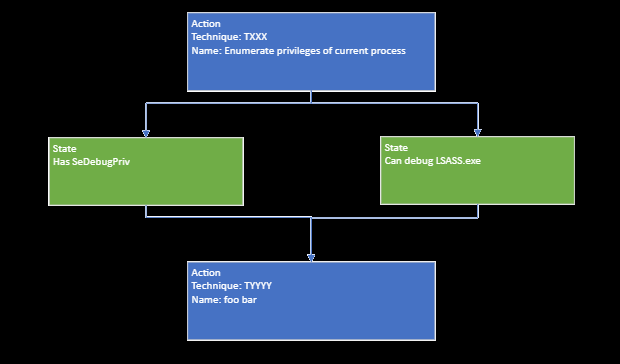 Action
Technique: TXXX
Name: Enumerate privileges of current process
State
Has SeDebugPriv
State
Can debug LSASS.exe
Action
Technique: TYYYY
Name: foo bar